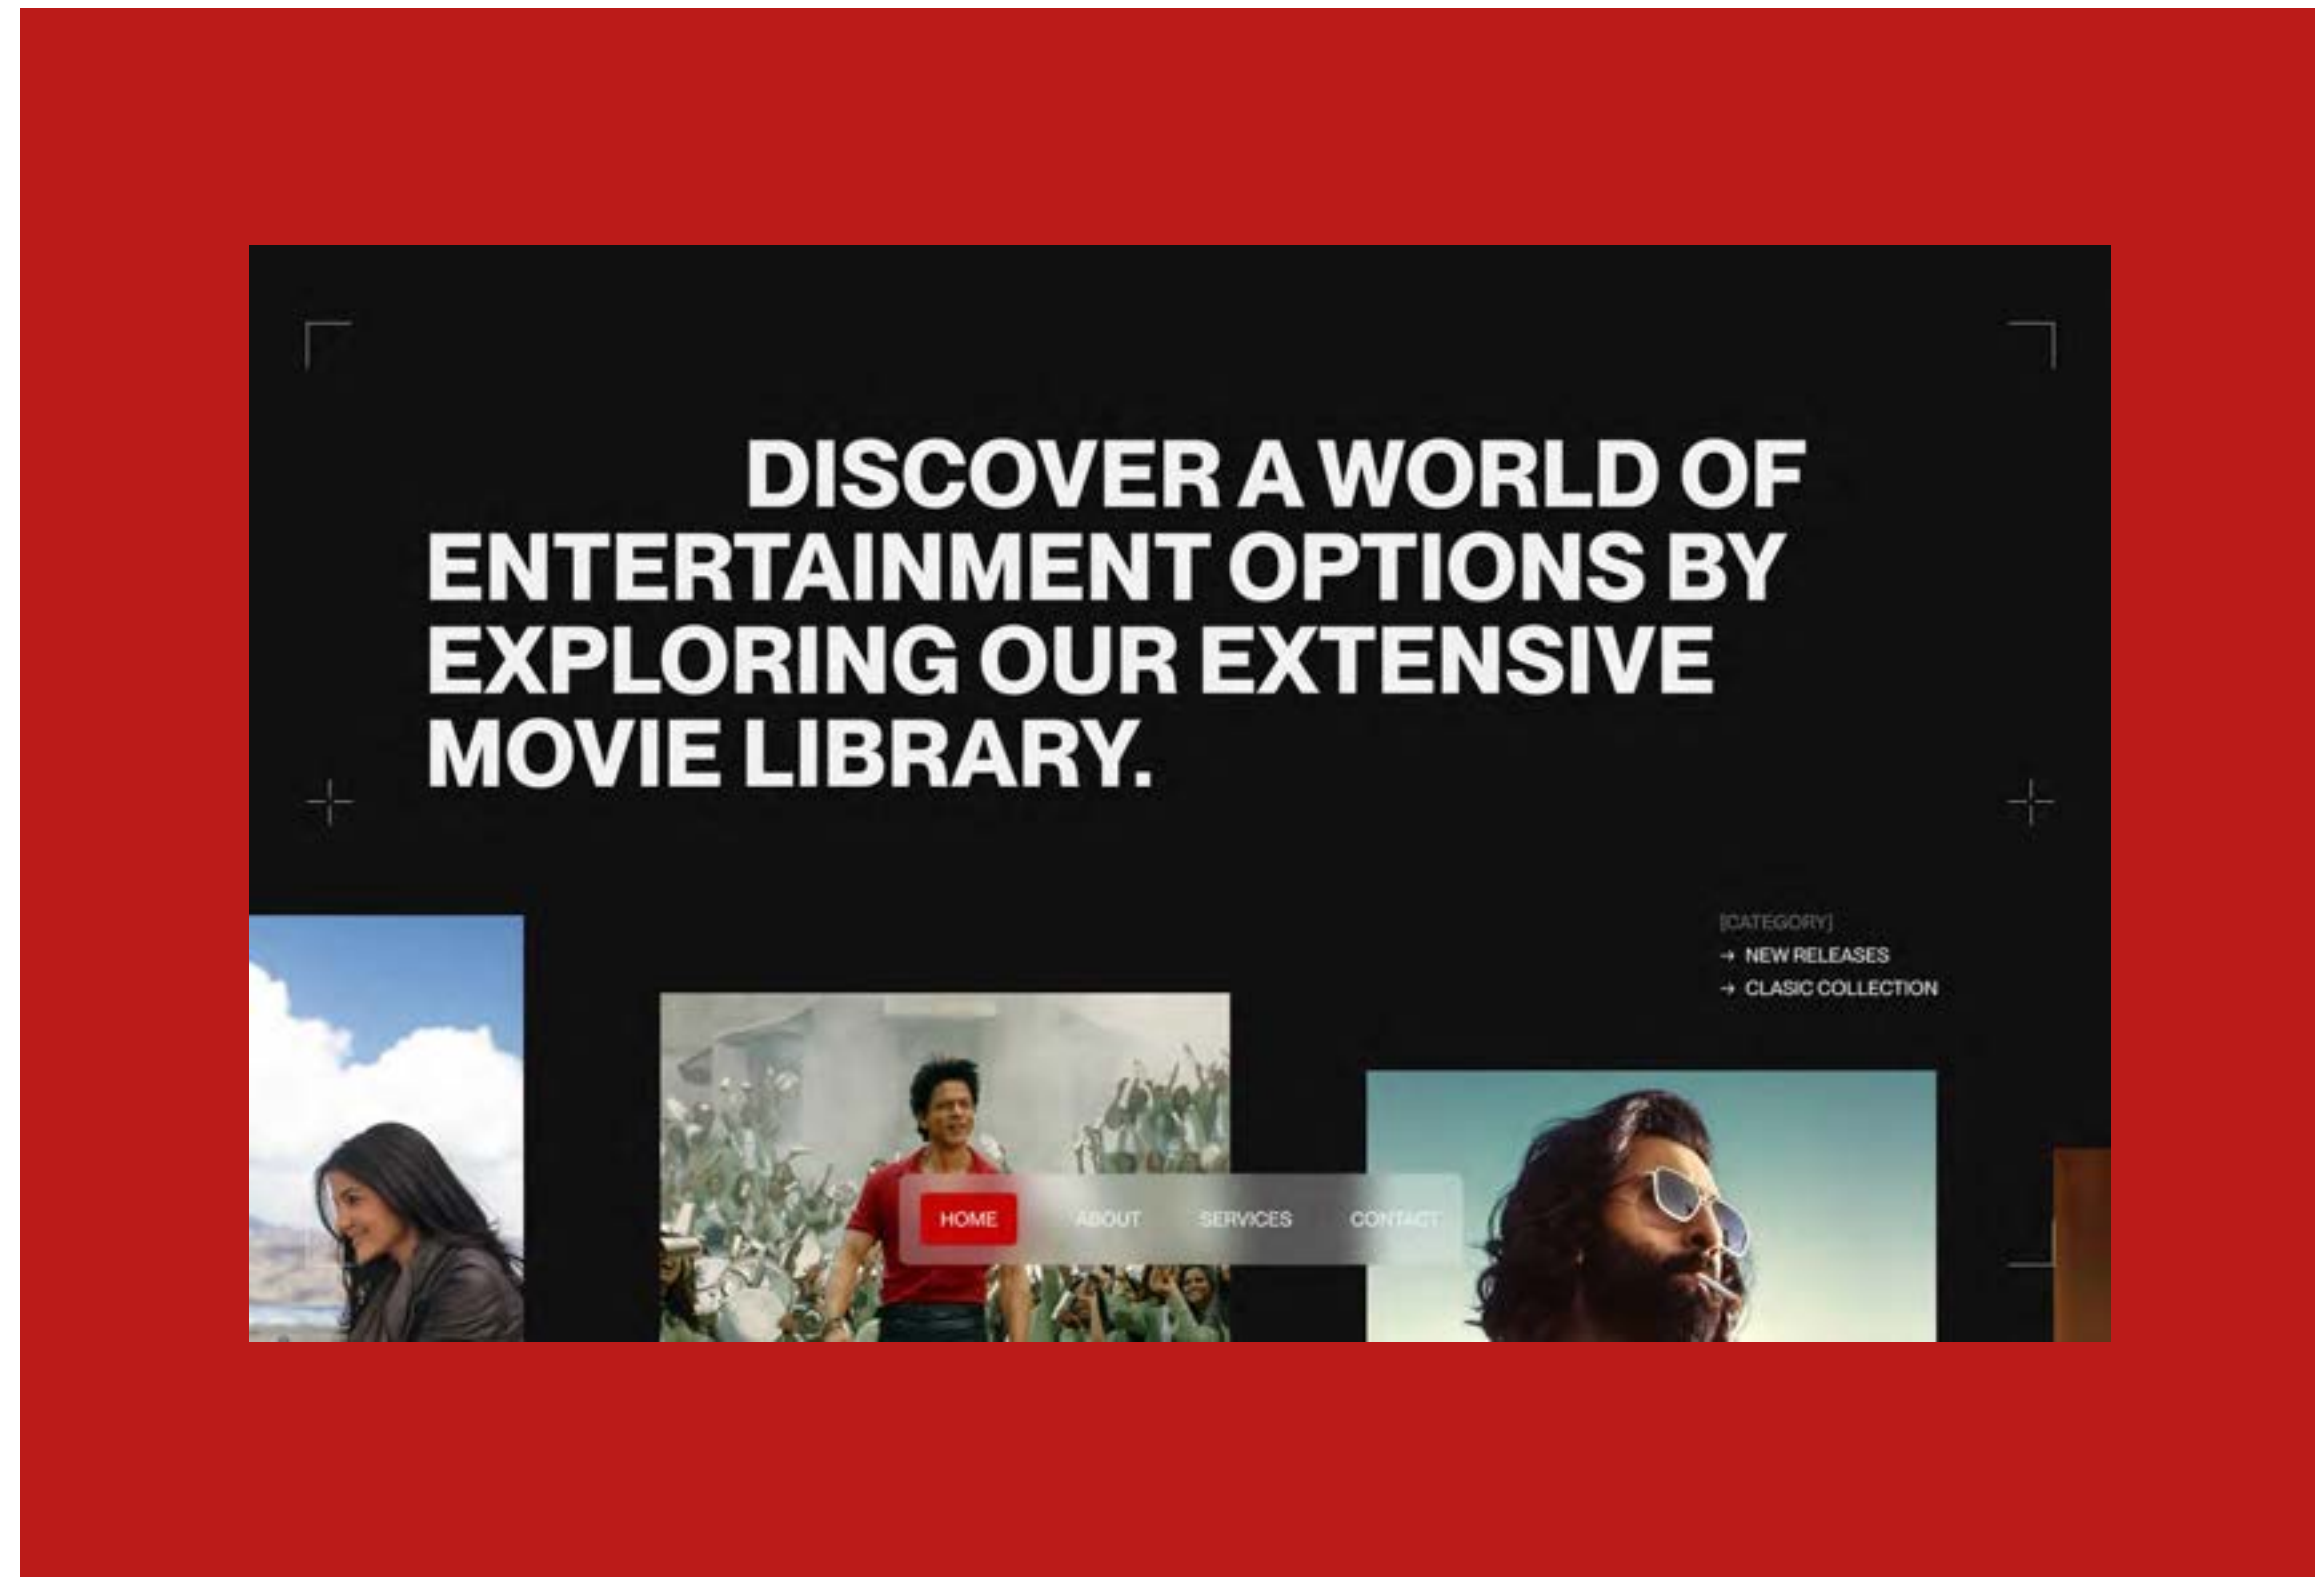 DISCOVER A WORLD OF
ENTERTAINMENT OPTIONS BY
EXPLORING OUR EXTENSIVE
MOVIE LIBRARY.
[CATEGORY]
→ NEW RELEASES
→ CLASIC COLLECTION
HOME ABOUT SERVICES CONTACT